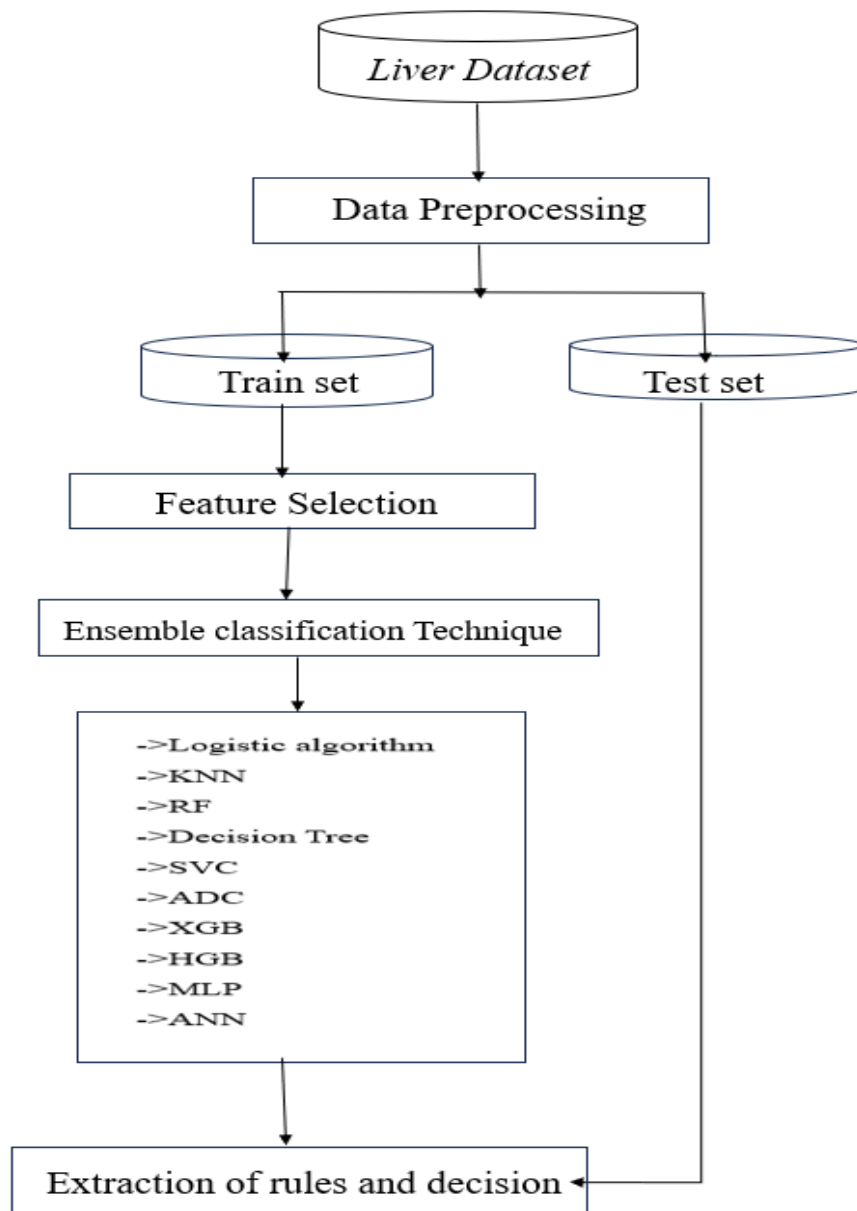 Liver Dataset
Data Preprocessing
Train set
Test set
Feature Selection
Ensemble classification Technique
->Logistic algorithm
->KNN
->RF
->Decision Tree
->SVC
->ADC
->XGB
->HGB
->MLP
->ANN
Extraction of rules and decision